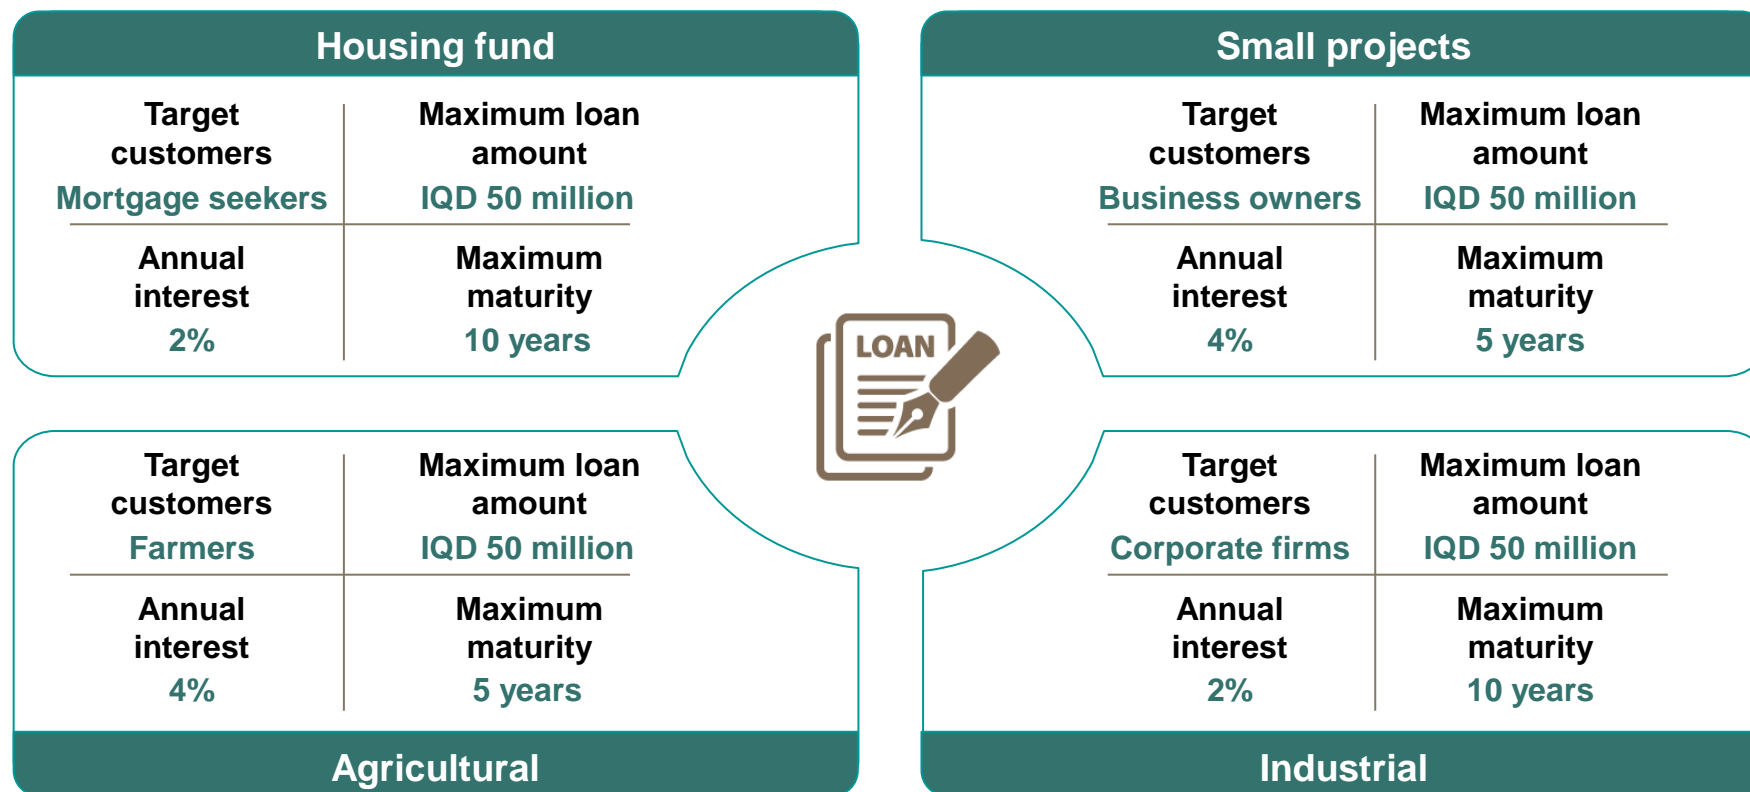 Housing fund
Target
customers
Mortgage seekers
Maximum loan
amount
IQD 50 million
Annual
interest
2%
Maximum
maturity
10 years
Small projects
Target
customers
Business owners
Maximum loan
amount
IQD 50 million
Annual
interest
4%
Maximum
maturity
5 years
LOAN
Target
customers
Farmers
Maximum loan
amount
IQD 50 million
Annual
interest
4%
Maximum
maturity
5 years
Agricultural
Target
customers
Corporate firms
Maximum loan
amount
IQD 50 million
Annual
interest
2%
Maximum
maturity
10 years
Industrial